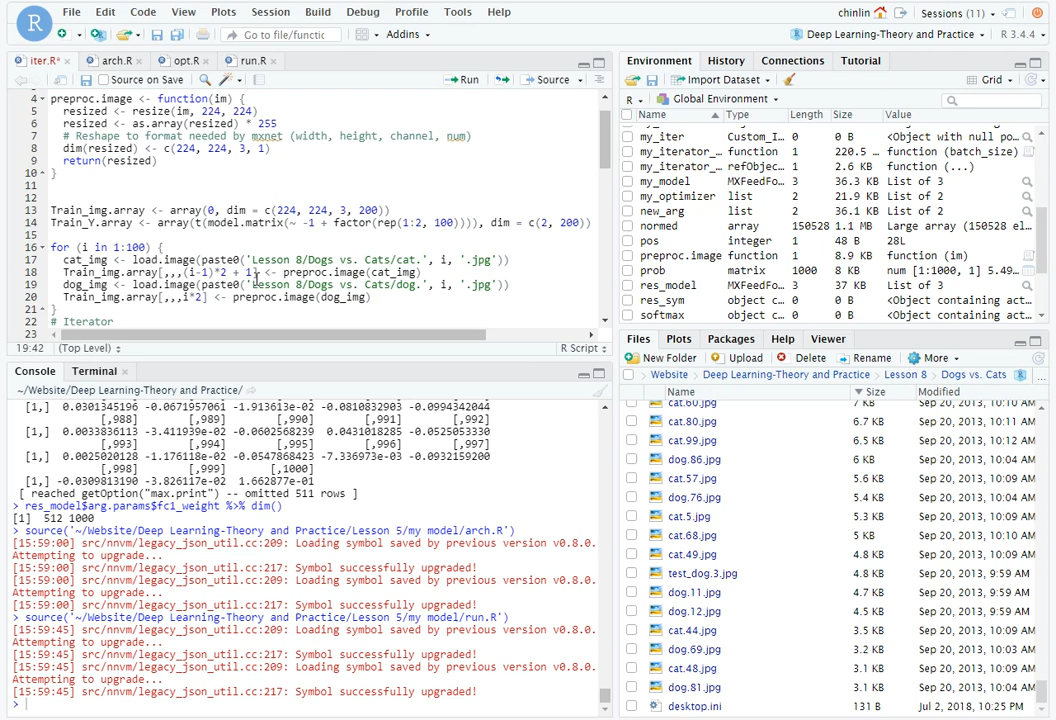 File Edit Code View Plots Session Build Debug Profile Tools Help
chinlin Sessions (11)
R
Go to file/functic Addins
Deep Learning-Theory and Practice R 3.4.4
iter.R* arch.R opt.R run.R
Source on Save Run Source
4 preproc.image <- function(im) {
5 resized <- resize(im, 224, 224)
6 resized <- as.array(resized) * 255
7 # Reshape to format needed by mxnet (width, height, channel, num)
8 dim(resized) <- c(224, 224, 3, 1)
9 return(resized)
10 }
11
12
13 Train_img.array <- array(0, dim = c(224, 224, 3, 200))
14 Train_Y.array <- array(t(model.matrix(~ -1 + factor(rep(1:2, 100)))), dim = c(2, 200))
15
16 for (i in 1:100) {
17 cat_img <- load.image(paste0('Lesson 8/Dogs vs. Cats/cat.', i, '.jpg'))
18 Train_img.array[,,,(i-1)*2 + 1] <- preproc.image(cat_img)
19 dog_img <- load.image(paste0('Lesson 8/Dogs vs. Cats/dog.', i, '.jpg'))
20 Train_img.array[,,,i*2] <- preproc.image(dog_img)
21 }
22 # Iterator
23
19:42 (Top Level) R Script
Console Terminal
~/Website/Deep Learning-Theory and Practice/
[1,] 0.0301345196 -0.0671957061 -1.913613e-02 -0.0810832903 -0.0994342044
[,988] [,989] [,990] [,991] [,992]
[1,] 0.0033836113 -3.411939e-02 -0.0602568239 0.0431018285 -0.0525053330
[,993] [,994] [,995] [,996] [,997]
[1,] 0.0025020128 -1.176118e-02 -0.0547868423 -7.336973e-03 -0.0932159200
[,998] [,999] [,1000]
[1,] -0.0309813190 -3.826117e-02 1.662877e-01
[ reached getOption("max.print") -- omitted 511 rows ]
> res_model$arg.params$fc1_weight %>% dim()
[1] 512 1000
> source('~/Website/Deep Learning-Theory and Practice/Lesson 5/my model/arch.R')
[15:59:00] src/nnvm/legacy_json_util.cc:209: Loading symbol saved by previous version v0.8.0.
Attempting to upgrade...
[15:59:00] src/nnvm/legacy_json_util.cc:217: Symbol successfully upgraded!
[15:59:00] src/nnvm/legacy_json_util.cc:209: Loading symbol saved by previous version v0.8.0.
Attempting to upgrade...
[15:59:00] src/nnvm/legacy_json_util.cc:217: Symbol successfully upgraded!
> source('~/Website/Deep Learning-Theory and Practice/Lesson 5/my model/run.R')
[15:59:45] src/nnvm/legacy_json_util.cc:209: Loading symbol saved by previous version v0.8.0.
Attempting to upgrade...
[15:59:45] src/nnvm/legacy_json_util.cc:217: Symbol successfully upgraded!
[15:59:45] src/nnvm/legacy_json_util.cc:209: Loading symbol saved by previous version v0.8.0.
Attempting to upgrade...
[15:59:45] src/nnvm/legacy_json_util.cc:217: Symbol successfully upgraded!
>
Environment History Connections Tutorial
Import Dataset Grid
R Global Environment
Name Type Length Size Value
my_iter Custom_I... 0 0 B <Object with null po...
my_iterator_... function 1 220.5 ... function (batch_size)
my_iterator_... refObjec... 1 2.6 KB function (...)
my_model MXFeedFo... 3 36.3 KB List of 3
my_optimizer list 2 21.9 KB List of 2
new_arg list 2 36.1 KB List of 2
normed array 150528 1.1 MB Large array (150528 el...
pos integer 1 48 B 28L
preproc.image function 1 8.9 KB function (im)
prob matrix 1000 8 KB num [1:1000, 1] 5.49...
res_model MXFeedFo... 3 39 KB List of 3
res_sym object c... 0 0 B <Object containing act...
softmax object c... 0 0 B <Object containing act...
Files Plots Packages Help Viewer
New Folder Upload Delete Rename More
Website Deep Learning-Theory and Practice Lesson 8 Dogs vs. Cats ...
Name Size Modified
cat.60.jpg 7 KB Sep 20, 2013, 10:10 AM
cat.80.jpg 6.7 KB Sep 20, 2013, 10:11 AM
cat.99.jpg 6.5 KB Sep 20, 2013, 10:12 AM
dog.86.jpg 6 KB Sep 20, 2013, 10:04 AM
cat.57.jpg 5.6 KB Sep 20, 2013, 10:09 AM
dog.76.jpg 5.4 KB Sep 20, 2013, 10:04 AM
cat.5.jpg 5.3 KB Sep 20, 2013, 10:09 AM
cat.68.jpg 5 KB Sep 20, 2013, 10:10 AM
cat.49.jpg 4.8 KB Sep 20, 2013, 10:09 AM
test_dog.3.jpg 4.8 KB Sep 20, 2013, 9:59 AM
dog.11.jpg 4.7 KB Sep 20, 2013, 9:59 AM
dog.12.jpg 4.5 KB Sep 20, 2013, 9:59 AM
cat.44.jpg 3.5 KB Sep 20, 2013, 10:09 AM
dog.69.jpg 3.2 KB Sep 20, 2013, 10:03 AM
cat.48.jpg 3.1 KB Sep 20, 2013, 10:09 AM
dog.81.jpg 3.1 KB Sep 20, 2013, 10:04 AM
desktop.ini 131 B Jul 2, 2018, 10:25 PM